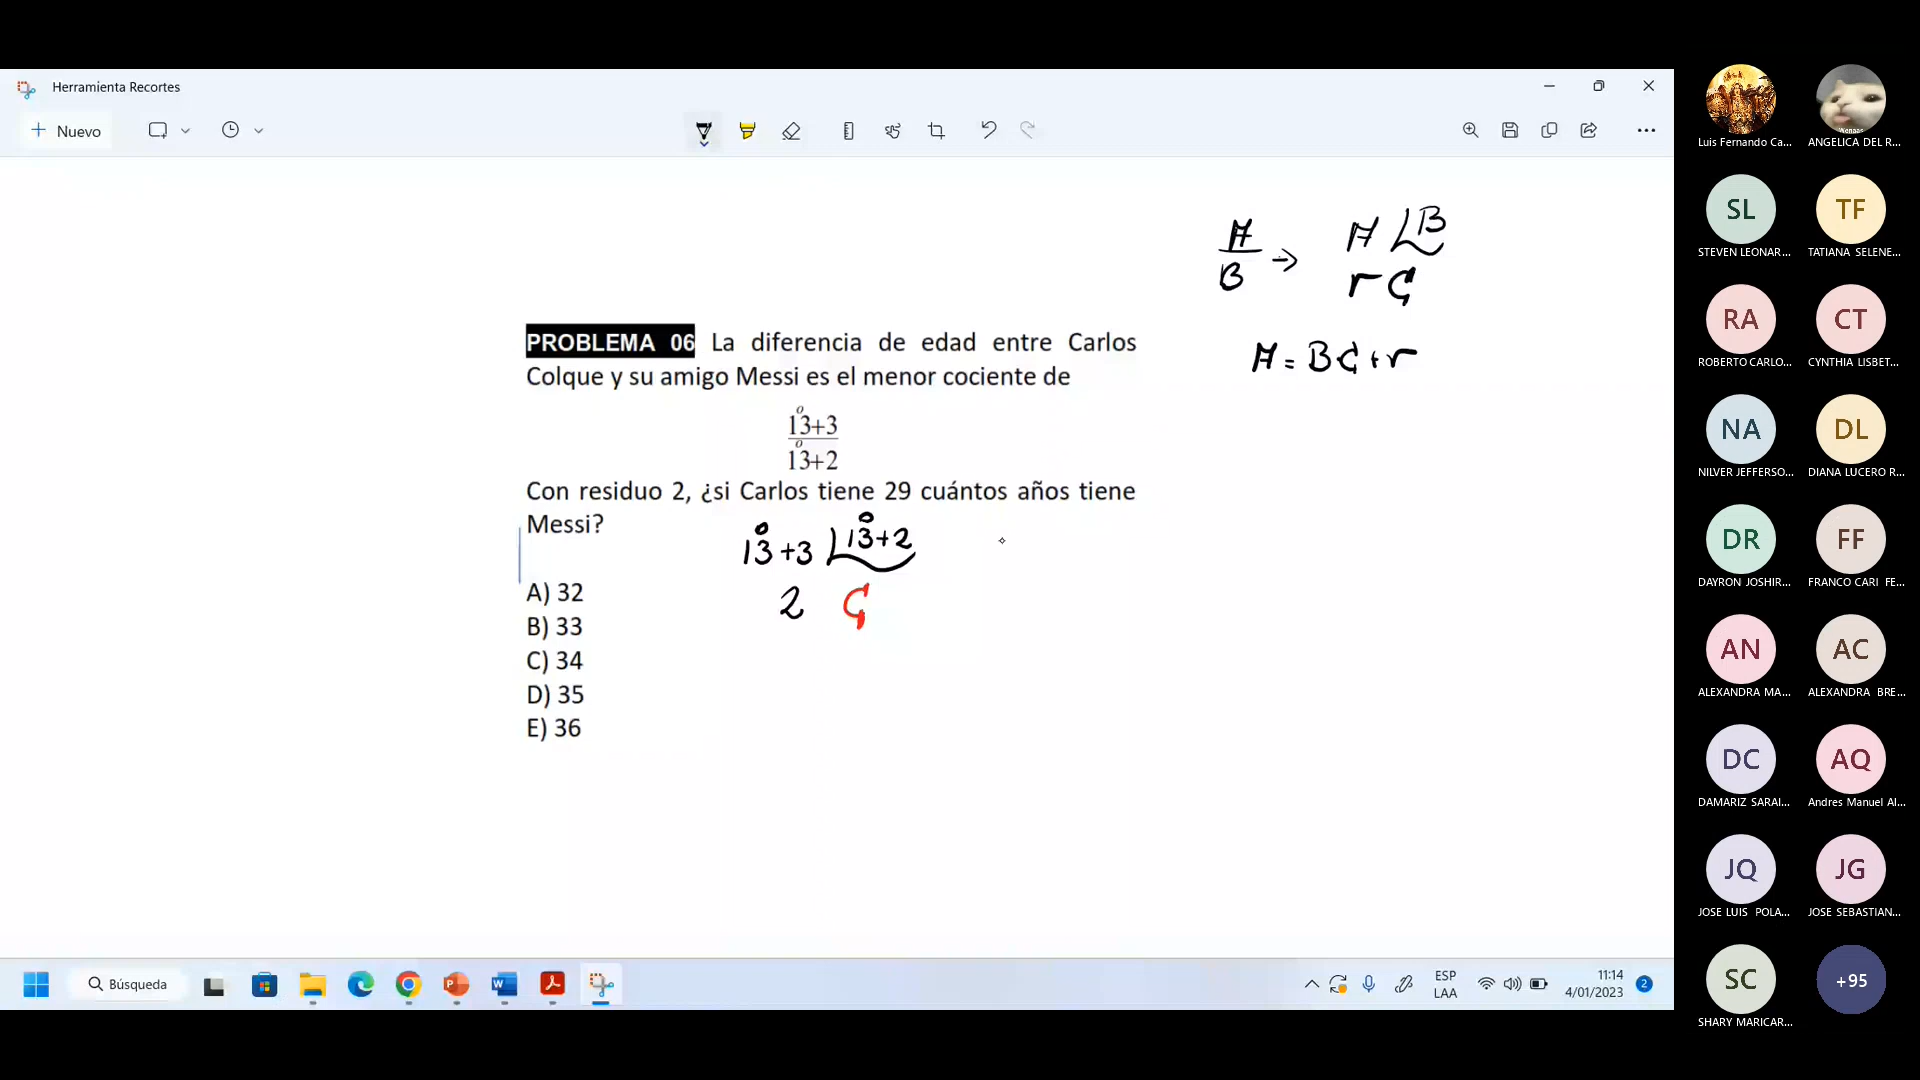 Herramienta Recortes
Nuevo
A/B → A ∟B
r C
A = BC + r
PROBLEMA 06 La diferencia de edad entre Carlos
Colque y su amigo Messi es el menor cociente de
o
13+3
o
13+2
Con residuo 2, ¿si Carlos tiene 29 cuántos años tiene
Messi?
13+3 ∟13+2
2 C
A) 32
B) 33
C) 34
D) 35
E) 36
Búsqueda
ESP
LAA
11:14
4/01/2023
2
Wenaas
Luis Fernando Ca... ANGELICA DEL R...
SL TF
STEVEN LEONAR... TATIANA SELENE...
RA CT
ROBERTO CARLO... CYNTHIA LISBET...
NA DL
NILVER JEFFERSO... DIANA LUCERO R...
DR FF
DAYRON JOSHIR... FRANCO CARI FE...
AN AC
ALEXANDRA MA... ALEXANDRA BRE...
DC AQ
DAMARIZ SARAI... Andres Manuel Al...
JQ JG
JOSE LUIS POLA... JOSE SEBASTIAN...
SC +95
SHARY MARICAR...